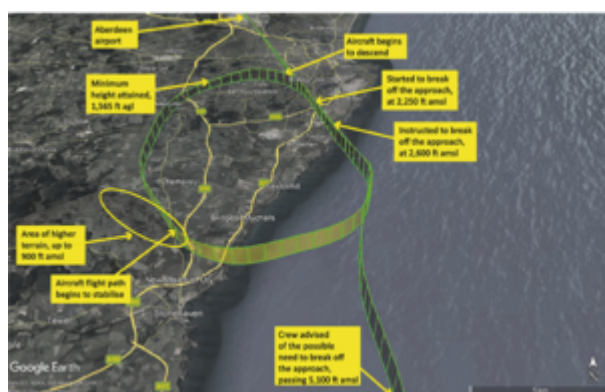 Aberdeen
airport
Aircraft begins
to descend
Minimum
height attained,
1,565 ft agl
Started to break
off the approach,
at 2,250 ft amsl
Instructed to break
off the approach,
at 2,600 ft amsl
Area of higher
terrain, up to
900 ft amsl
Aircraft flight path
begins to stabilise
Crew advised
of the possible
need to break off
the approach,
passing 5,100 ft amsl
Google Earth